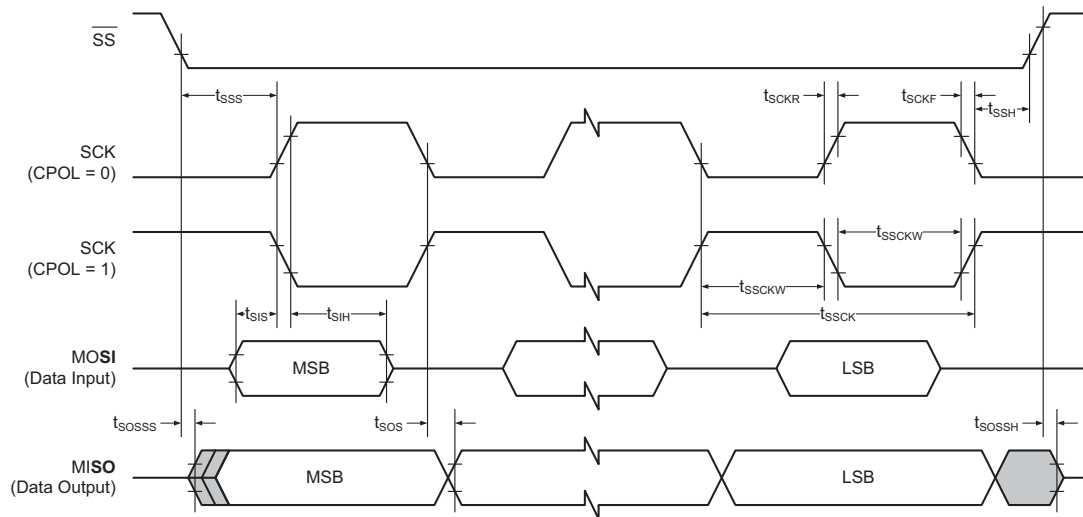 SS
tSSS
tSCKR
tSCKF
tSSH
SCK
(CPOL = 0)
SCK
(CPOL = 1)
tSSCKW
tSSCKW
tSIS
tSIH
tSSCK
MOSI
(Data Input)
MSB
LSB
tSOSSS
tSOS
tSOSSH
MISO
(Data Output)
MSB
LSB